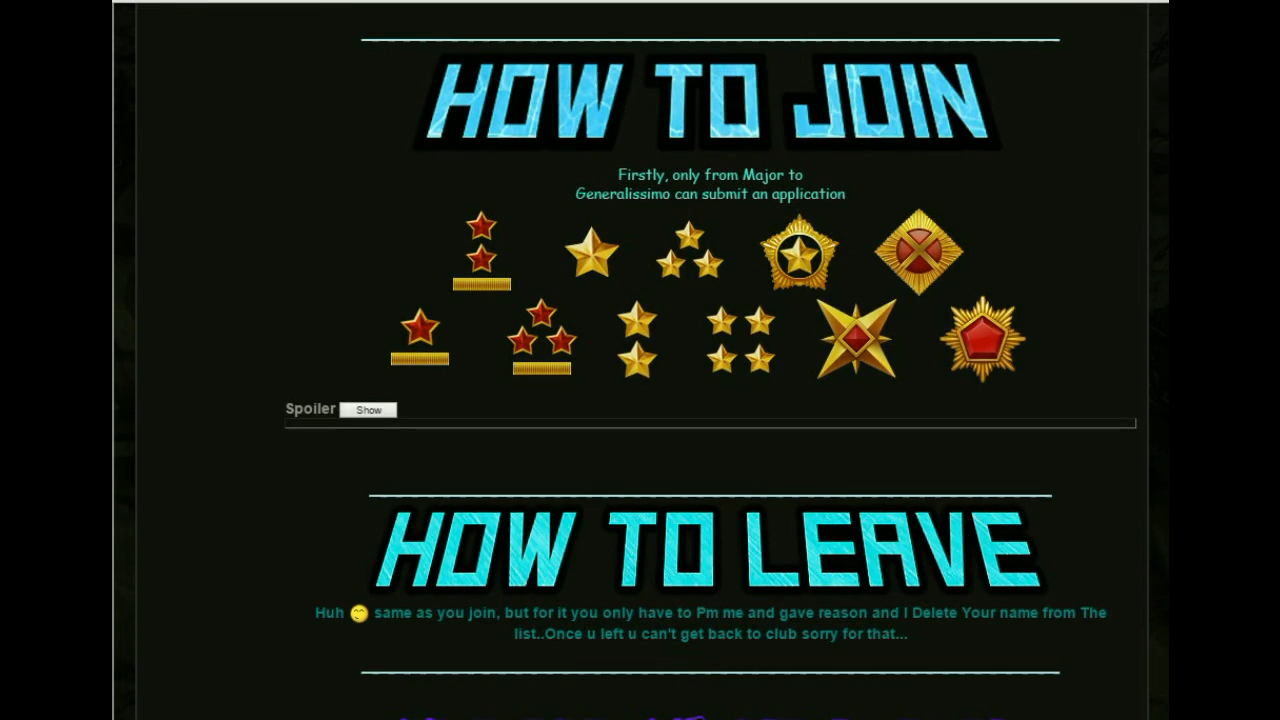 HOW TO JOIN
Firstly, only from Major to
Generalissimo can submit an application
Spoiler Show
HOW TO LEAVE
Huh same as you join, but for it you only have to Pm me and gave reason and I Delete Your name from The
list..Once u left u can't get back to club sorry for that...